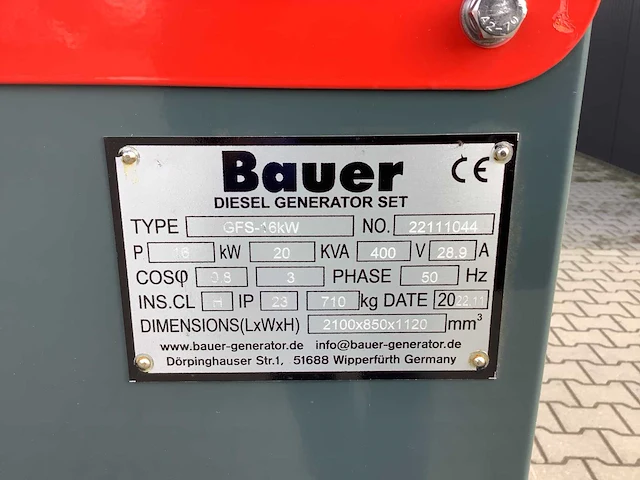 Bauer CE
DIESEL GENERATOR SET
TYPE GFS-16kW NO. 22111044
P 16 kW 20 KVA 400 V 28.9 A
COSφ 0.8 3 PHASE 50 Hz
INS.CL H IP 23 710 kg DATE 2022.11
DIMENSIONS(LxWxH) 2100x850x1120 mm³
www.bauer-generator.de info@bauer-generator.de
Dörpinghauser Str.1, 51688 Wipperfürth Germany